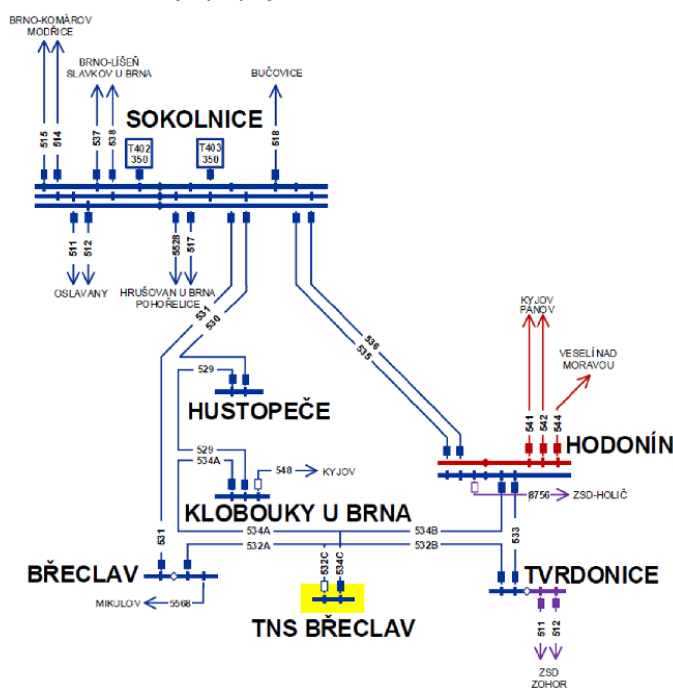 BRNO-KOMÁROV
MODŘICE
BRNO-LÍŠEŇ
SLAVKOV U BRNA
BUČOVICE
515
514
537
538
518
SOKOLNICE
T402
350
T403
350
511
512
5528
517
OSLAVANY
HRUŠOVAN U BRNA
POHOŘELICE
531
530
536
535
KYJOV
PÁNOV
VESELÍ NAD
MORAVOU
529
541
542
544
HUSTOPEČE
HODONÍN
529
534A
548
KYJOV
8756
ZSD-HOLIČ
KLOBOUKY U BRNA
531
534A
534B
533
532A
532B
BŘECLAV
532C
534C
TVRDONICE
MIKULOV
5568
TNS BŘECLAV
511
512
ZSD
ZOHOR